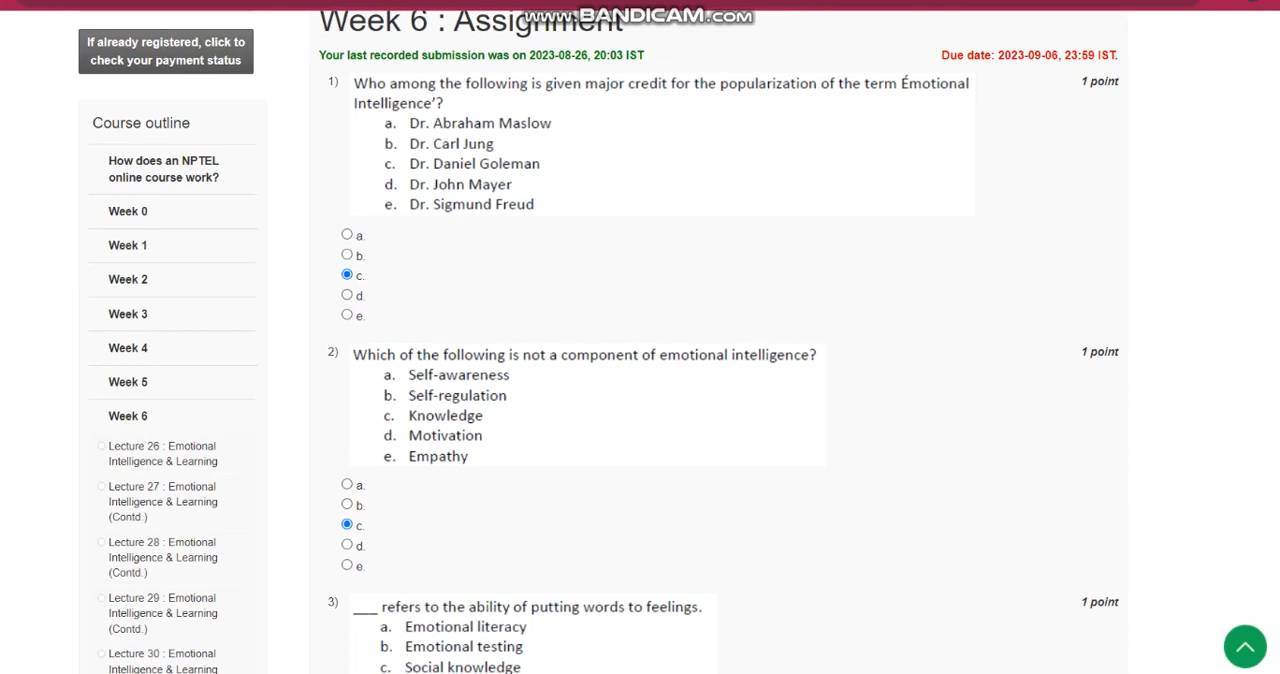 www.BANDICAM.com
Week 6 : Assignment
If already registered, click to
check your payment status
Your last recorded submission was on 2023-08-26, 20:03 IST
Due date: 2023-09-06, 23:59 IST.
Course outline
How does an NPTEL
online course work?
Week 0
Week 1
Week 2
Week 3
Week 4
Week 5
Week 6
Lecture 26 : Emotional
Intelligence & Learning
Lecture 27 : Emotional
Intelligence & Learning
(Contd.)
Lecture 28 : Emotional
Intelligence & Learning
(Contd.)
Lecture 29 : Emotional
Intelligence & Learning
(Contd.)
Lecture 30 : Emotional
Intelligence & Learning
1) Who among the following is given major credit for the popularization of the term Émotional
1 point
Intelligence’?
a. Dr. Abraham Maslow
b. Dr. Carl Jung
c. Dr. Daniel Goleman
d. Dr. John Mayer
e. Dr. Sigmund Freud
a.
b.
c.
d.
e.
2) Which of the following is not a component of emotional intelligence?
1 point
a. Self-awareness
b. Self-regulation
c. Knowledge
d. Motivation
e. Empathy
a.
b.
c.
d.
e.
3) ___ refers to the ability of putting words to feelings.
1 point
a. Emotional literacy
b. Emotional testing
c. Social knowledge